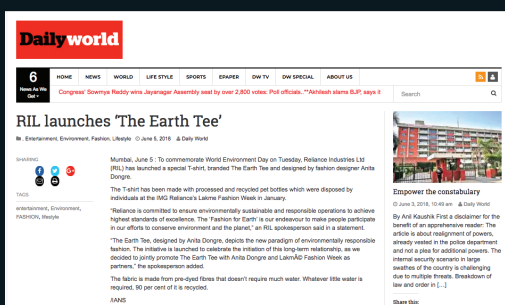 Dailyworld
6
News As We
Get
HOME NEWS WORLD LIFE STYLE SPORTS EPAPER DW TV DW SPECIAL ABOUT US
Congress' Sowmya Reddy wins Jayanagar Assembly seat by over 2,800 votes: Poll officials..**Akhilesh slams BJP, says it
Search
RIL launches 'The Earth Tee'
, Entertainment, Environment, Fashion, Lifestyle June 5, 2018 Daily World
SHARING
TAGS
entertainment, Environment,
FASHION, lifestyle
Mumbai, June 5 : To commemorate World Environment Day on Tuesday, Reliance Industries Ltd
(RIL) has launched a special T-shirt, branded The Earth Tee and designed by fashion designer Anita
Dongre.
The T-shirt has been made with processed and recycled pet bottles which were disposed by
individuals at the IMG Reliance's Lakme Fashion Week in January.
"Reliance is committed to ensure environmentally sustainable and responsible operations to achieve
highest standards of excellence. The 'Fashion for Earth' is our endeavour to make people participate
in our efforts to conserve environment and the planet," an RIL spokesperson said in a statement.
"The Earth Tee, designed by Anita Dongre, depicts the new paradigm of environmentally responsible
fashion. The initiative is launched to celebrate the initiation of this long-term relationship, as we
decided to jointly promote The Earth Tee with Anita Dongre and LakmÃ© Fashion Week as
partners," the spokesperson added.
The fabric is made from pre-dyed fibres that doesn't require much water. Whatever little water is
required, 90 per cent of it is recycled.
/IANS
Empower the constabulary
June 3, 2018, 10:49 am Daily World
By Anil Kaushik First a disclaimer for the
benefit of an apprehensive reader: The
article is about realignment of powers,
already vested in the police department
and not a plea for additional powers. The
internal security scenario in large
swathes of the country is challenging
due to multiple threats. Breakdown of
law and order in [...]
Share this: